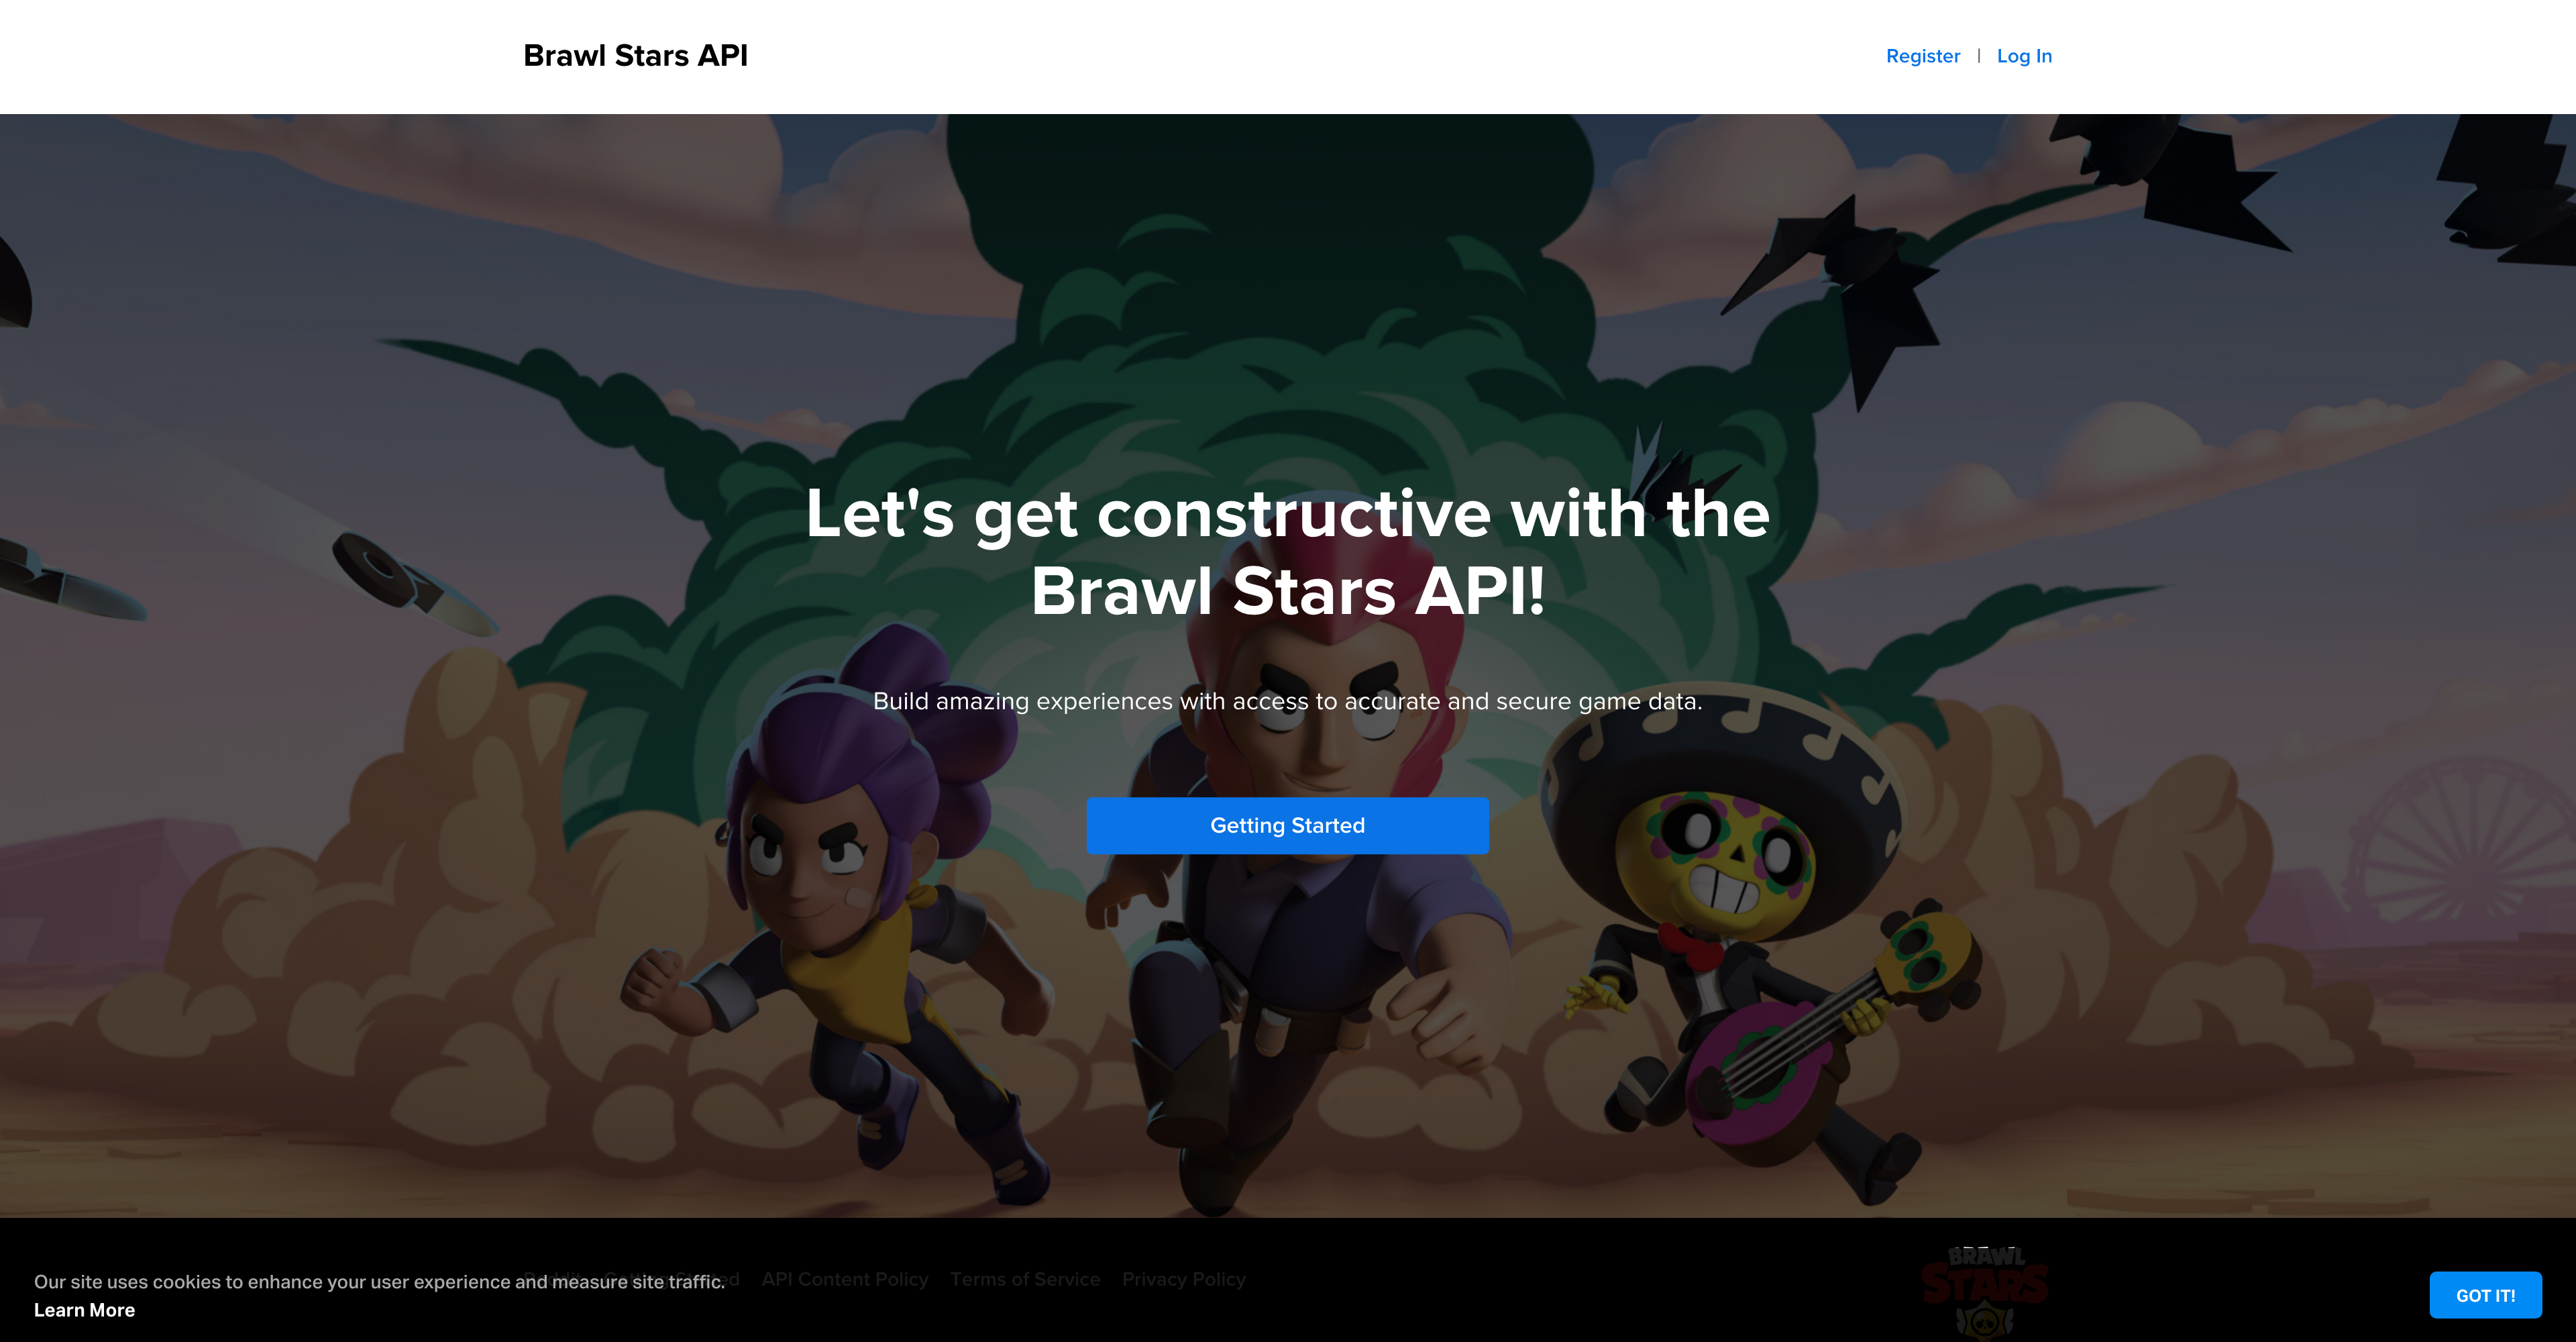 Brawl Stars API
Register | Log In
Let's get constructive with the
Brawl Stars API!
Build amazing experiences with access to accurate and secure game data.
Getting Started
Our site uses cookies to enhance your user experience and measure site traffic.
Learn More
API Content Policy
Terms of Service
Privacy Policy
BRAWL
STARS
GOT IT!